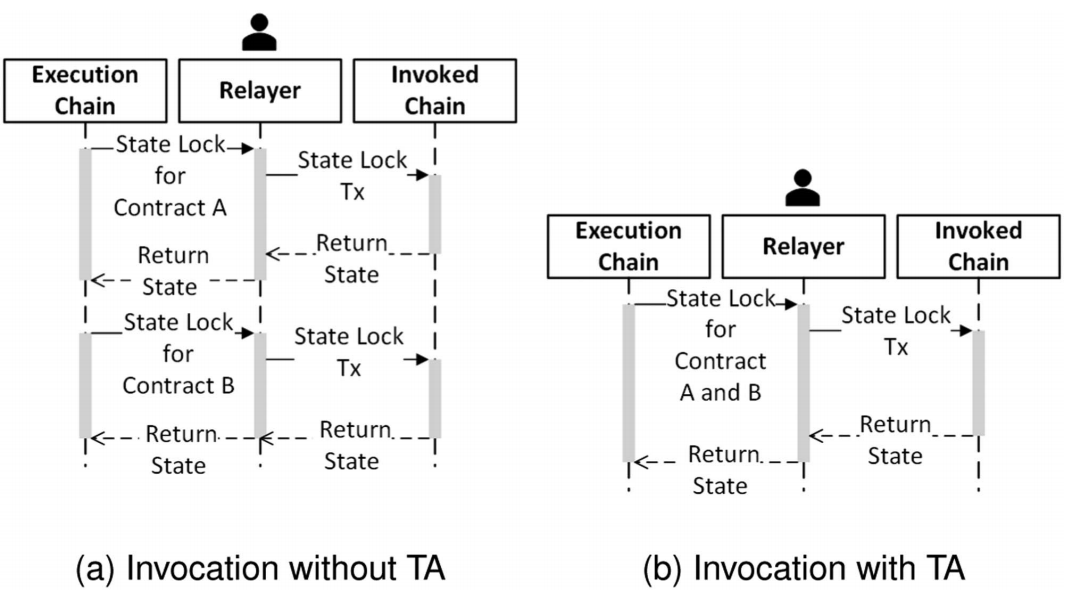 Execution
Chain
Relayer
Invoked
Chain
State Lock
for
Contract A
State Lock
Tx
Return
State
Return
State
State Lock
for
Contract B
State Lock
Tx
Return
State
Return
State
(a) Invocation without TA
Execution
Chain
Relayer
Invoked
Chain
State Lock
for
Contract
A and B
State Lock
Tx
Return
State
Return
State
(b) Invocation with TA